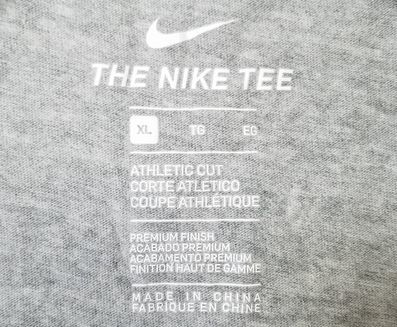 THE NIKE TEE
XL TG EG
ATHLETIC CUT
CORTE ATLÉTICO
COUPE ATHLÉTIQUE
PREMIUM FINISH
ACABADO PREMIUM
ACABAMENTO PREMIUM
FINITION HAUT DE GAMME
MADE IN CHINA
FABRIQUE EN CHINE